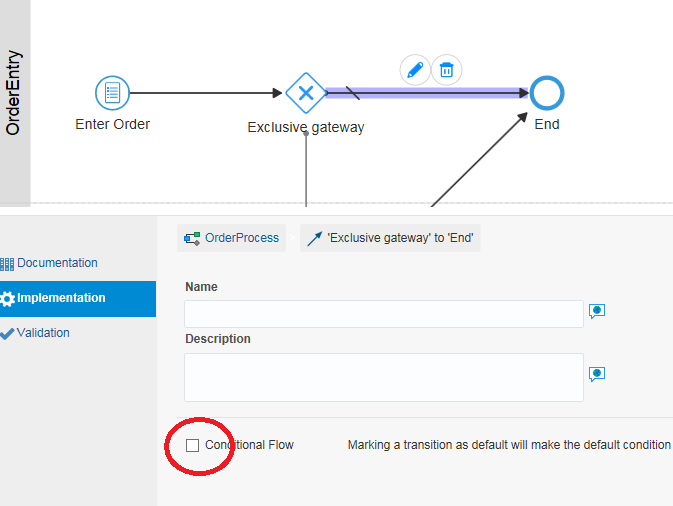 OrderEntry
Enter Order
Exclusive gateway
End
OrderProcess
'Exclusive gateway' to 'End'
Documentation
Implementation
Validation
Name
Description
Conditional Flow
Marking a transition as default will make the default condition